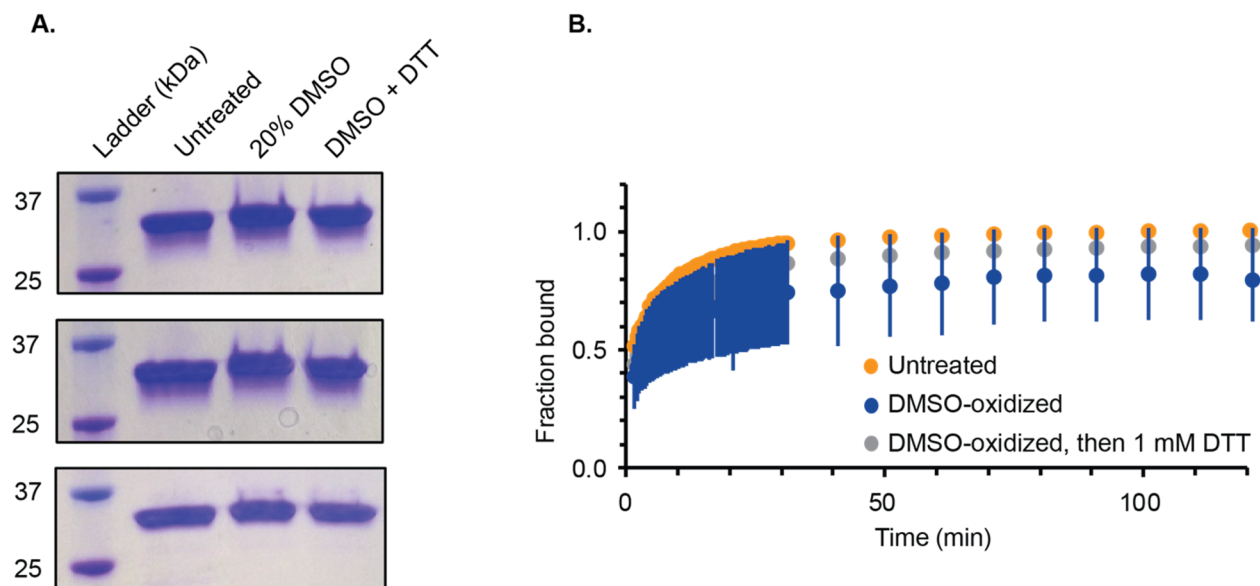 A.
Ladder (kDa)
Untreated
20% DMSO
DMSO + DTT
37
25
37
25
37
25
B.
Fraction bound
1.0
0.5
0.0
Untreated
DMSO-oxidized
DMSO-oxidized, then 1 mM DTT
0
50
100
Time (min)